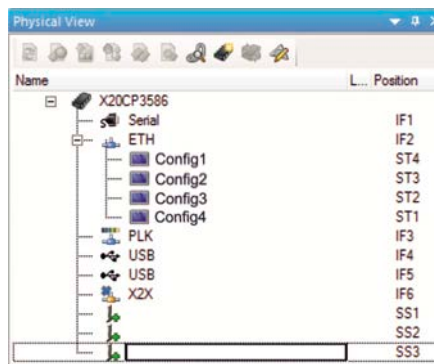 Physical View
Name L... Position
X20CP3586
Serial IF1
ETH IF2
Config1 ST4
Config2 ST3
Config3 ST2
Config4 ST1
PLK IF3
USB IF4
USB IF5
X2X IF6
SS1
SS2
SS3